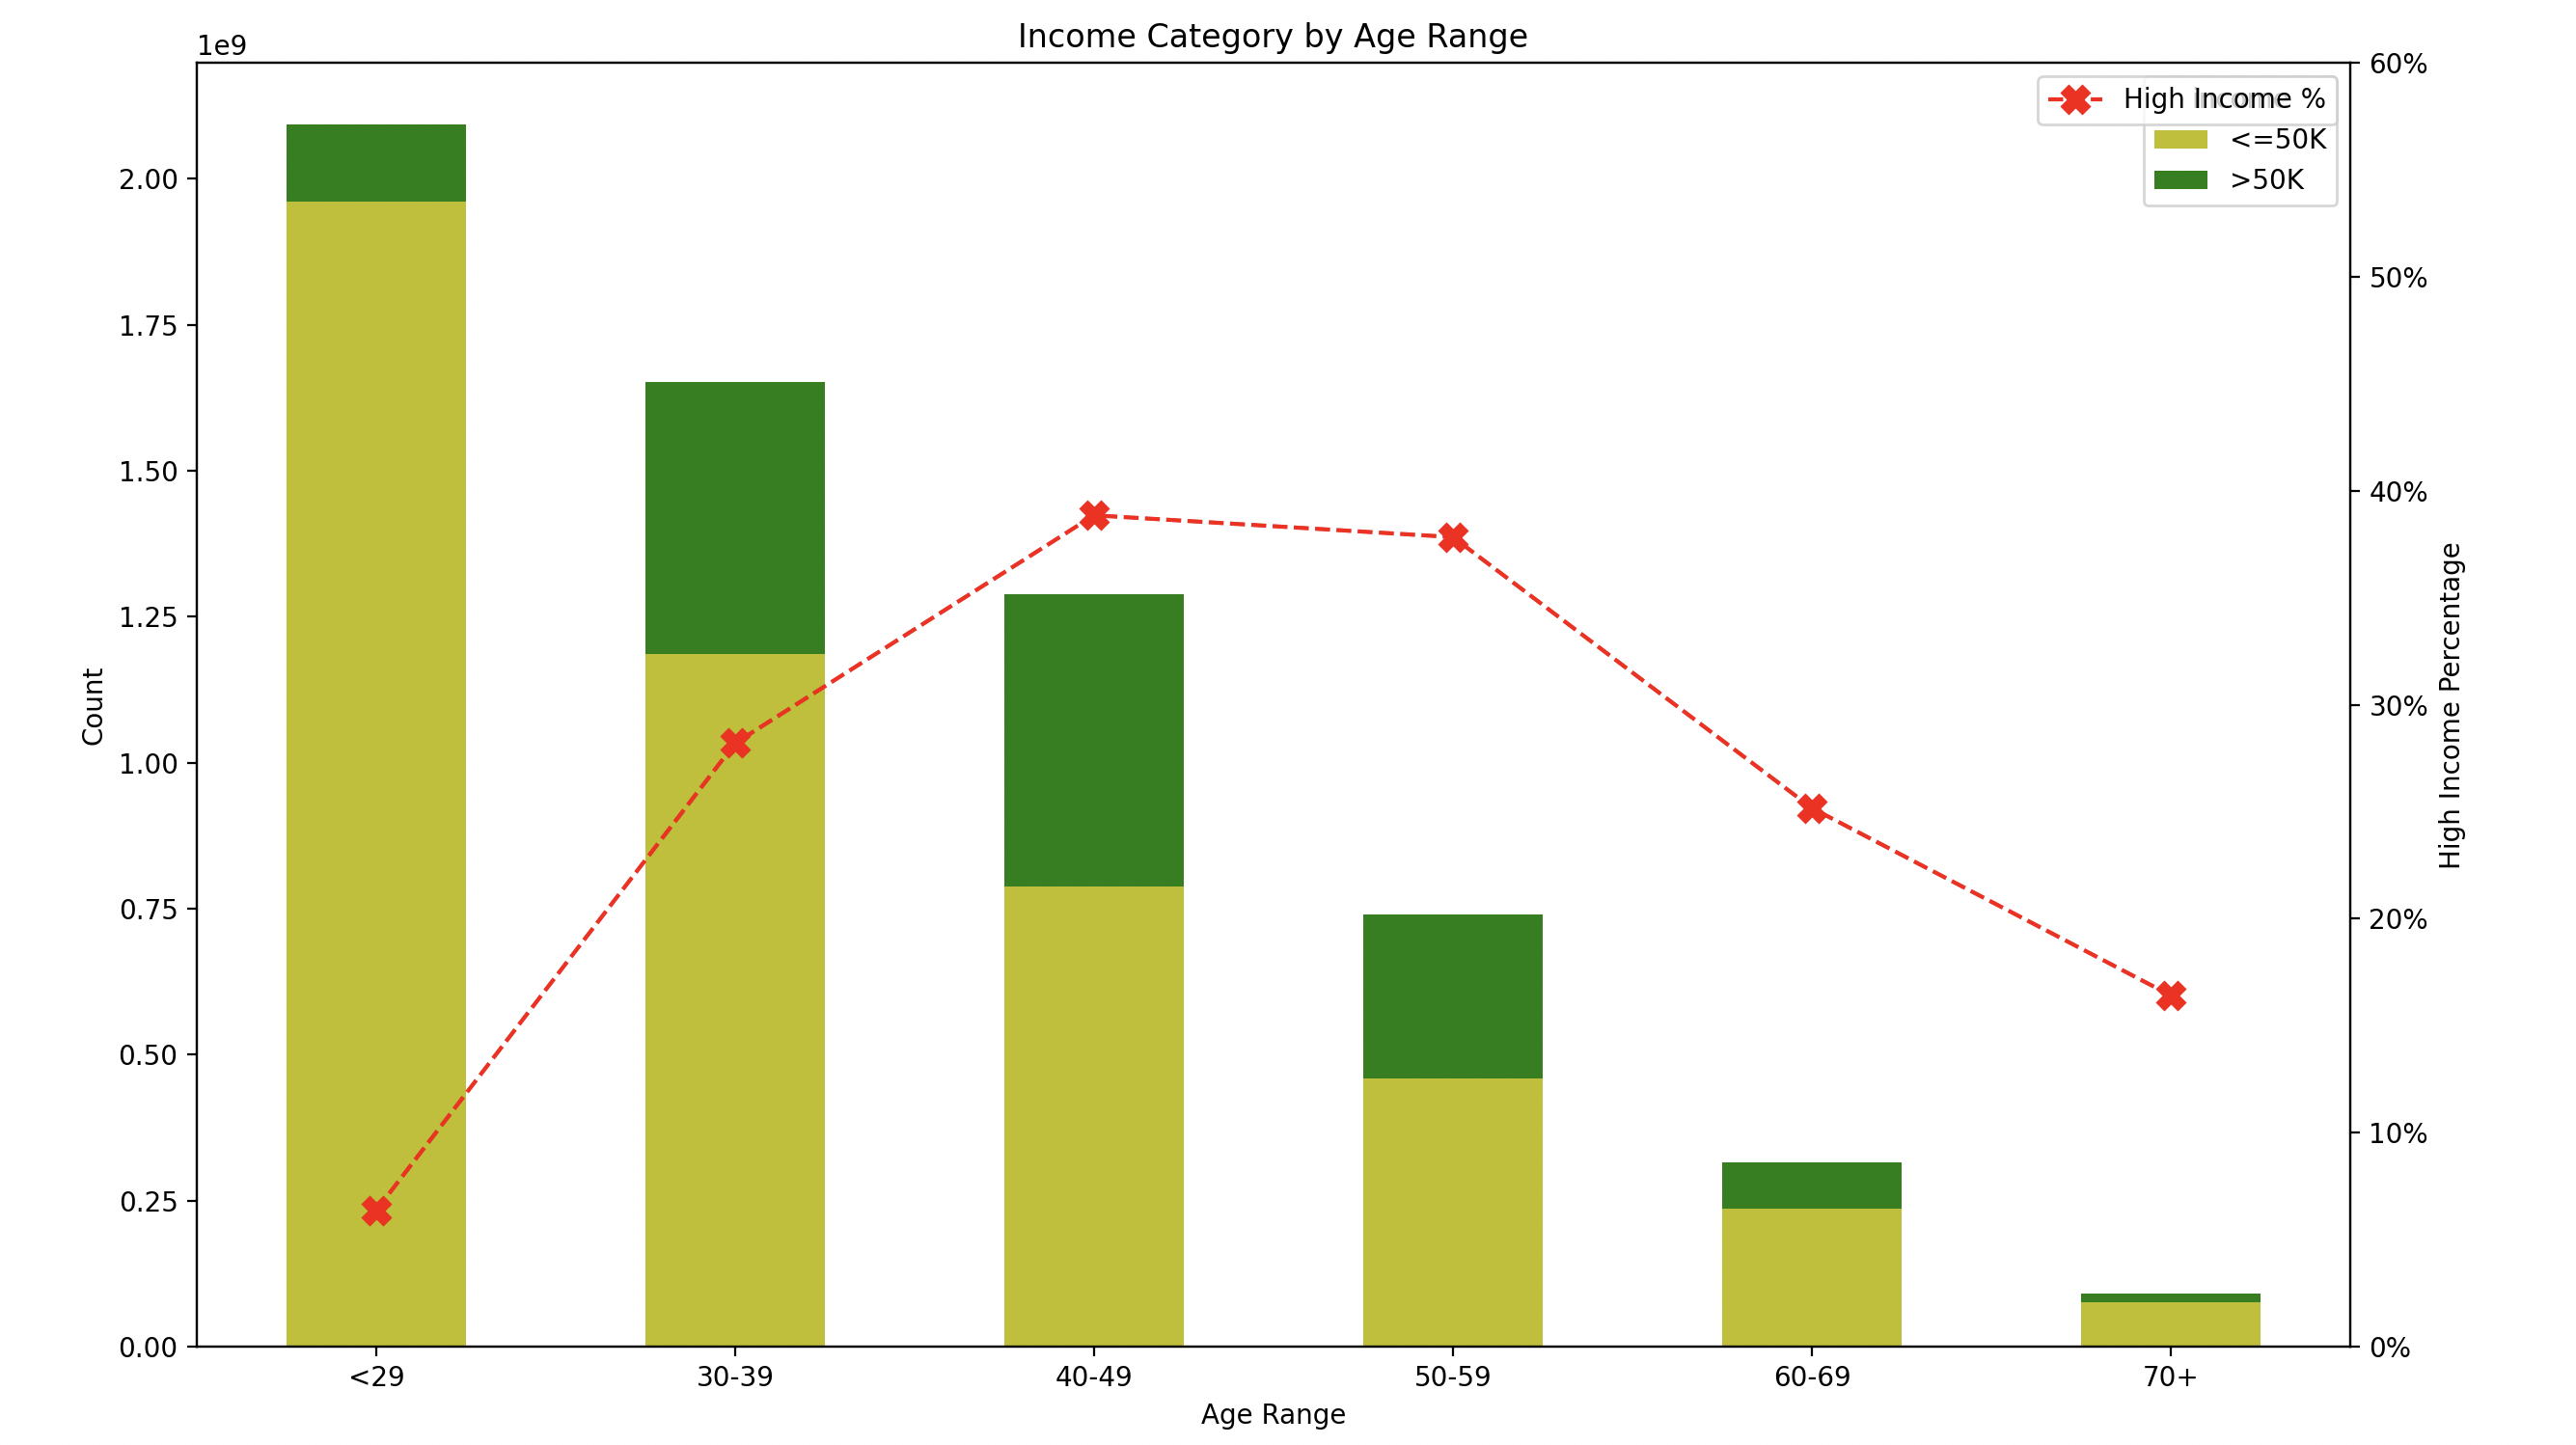 Income Category by Age Range
1e9
2.00
1.75
1.50
1.25
1.00
0.75
0.50
0.25
0.00
Count
<29
30-39
40-49
50-59
60-69
70+
Age Range
60%
50%
40%
30%
20%
10%
0%
High Income Percentage
High Income %
<=50K
>50K